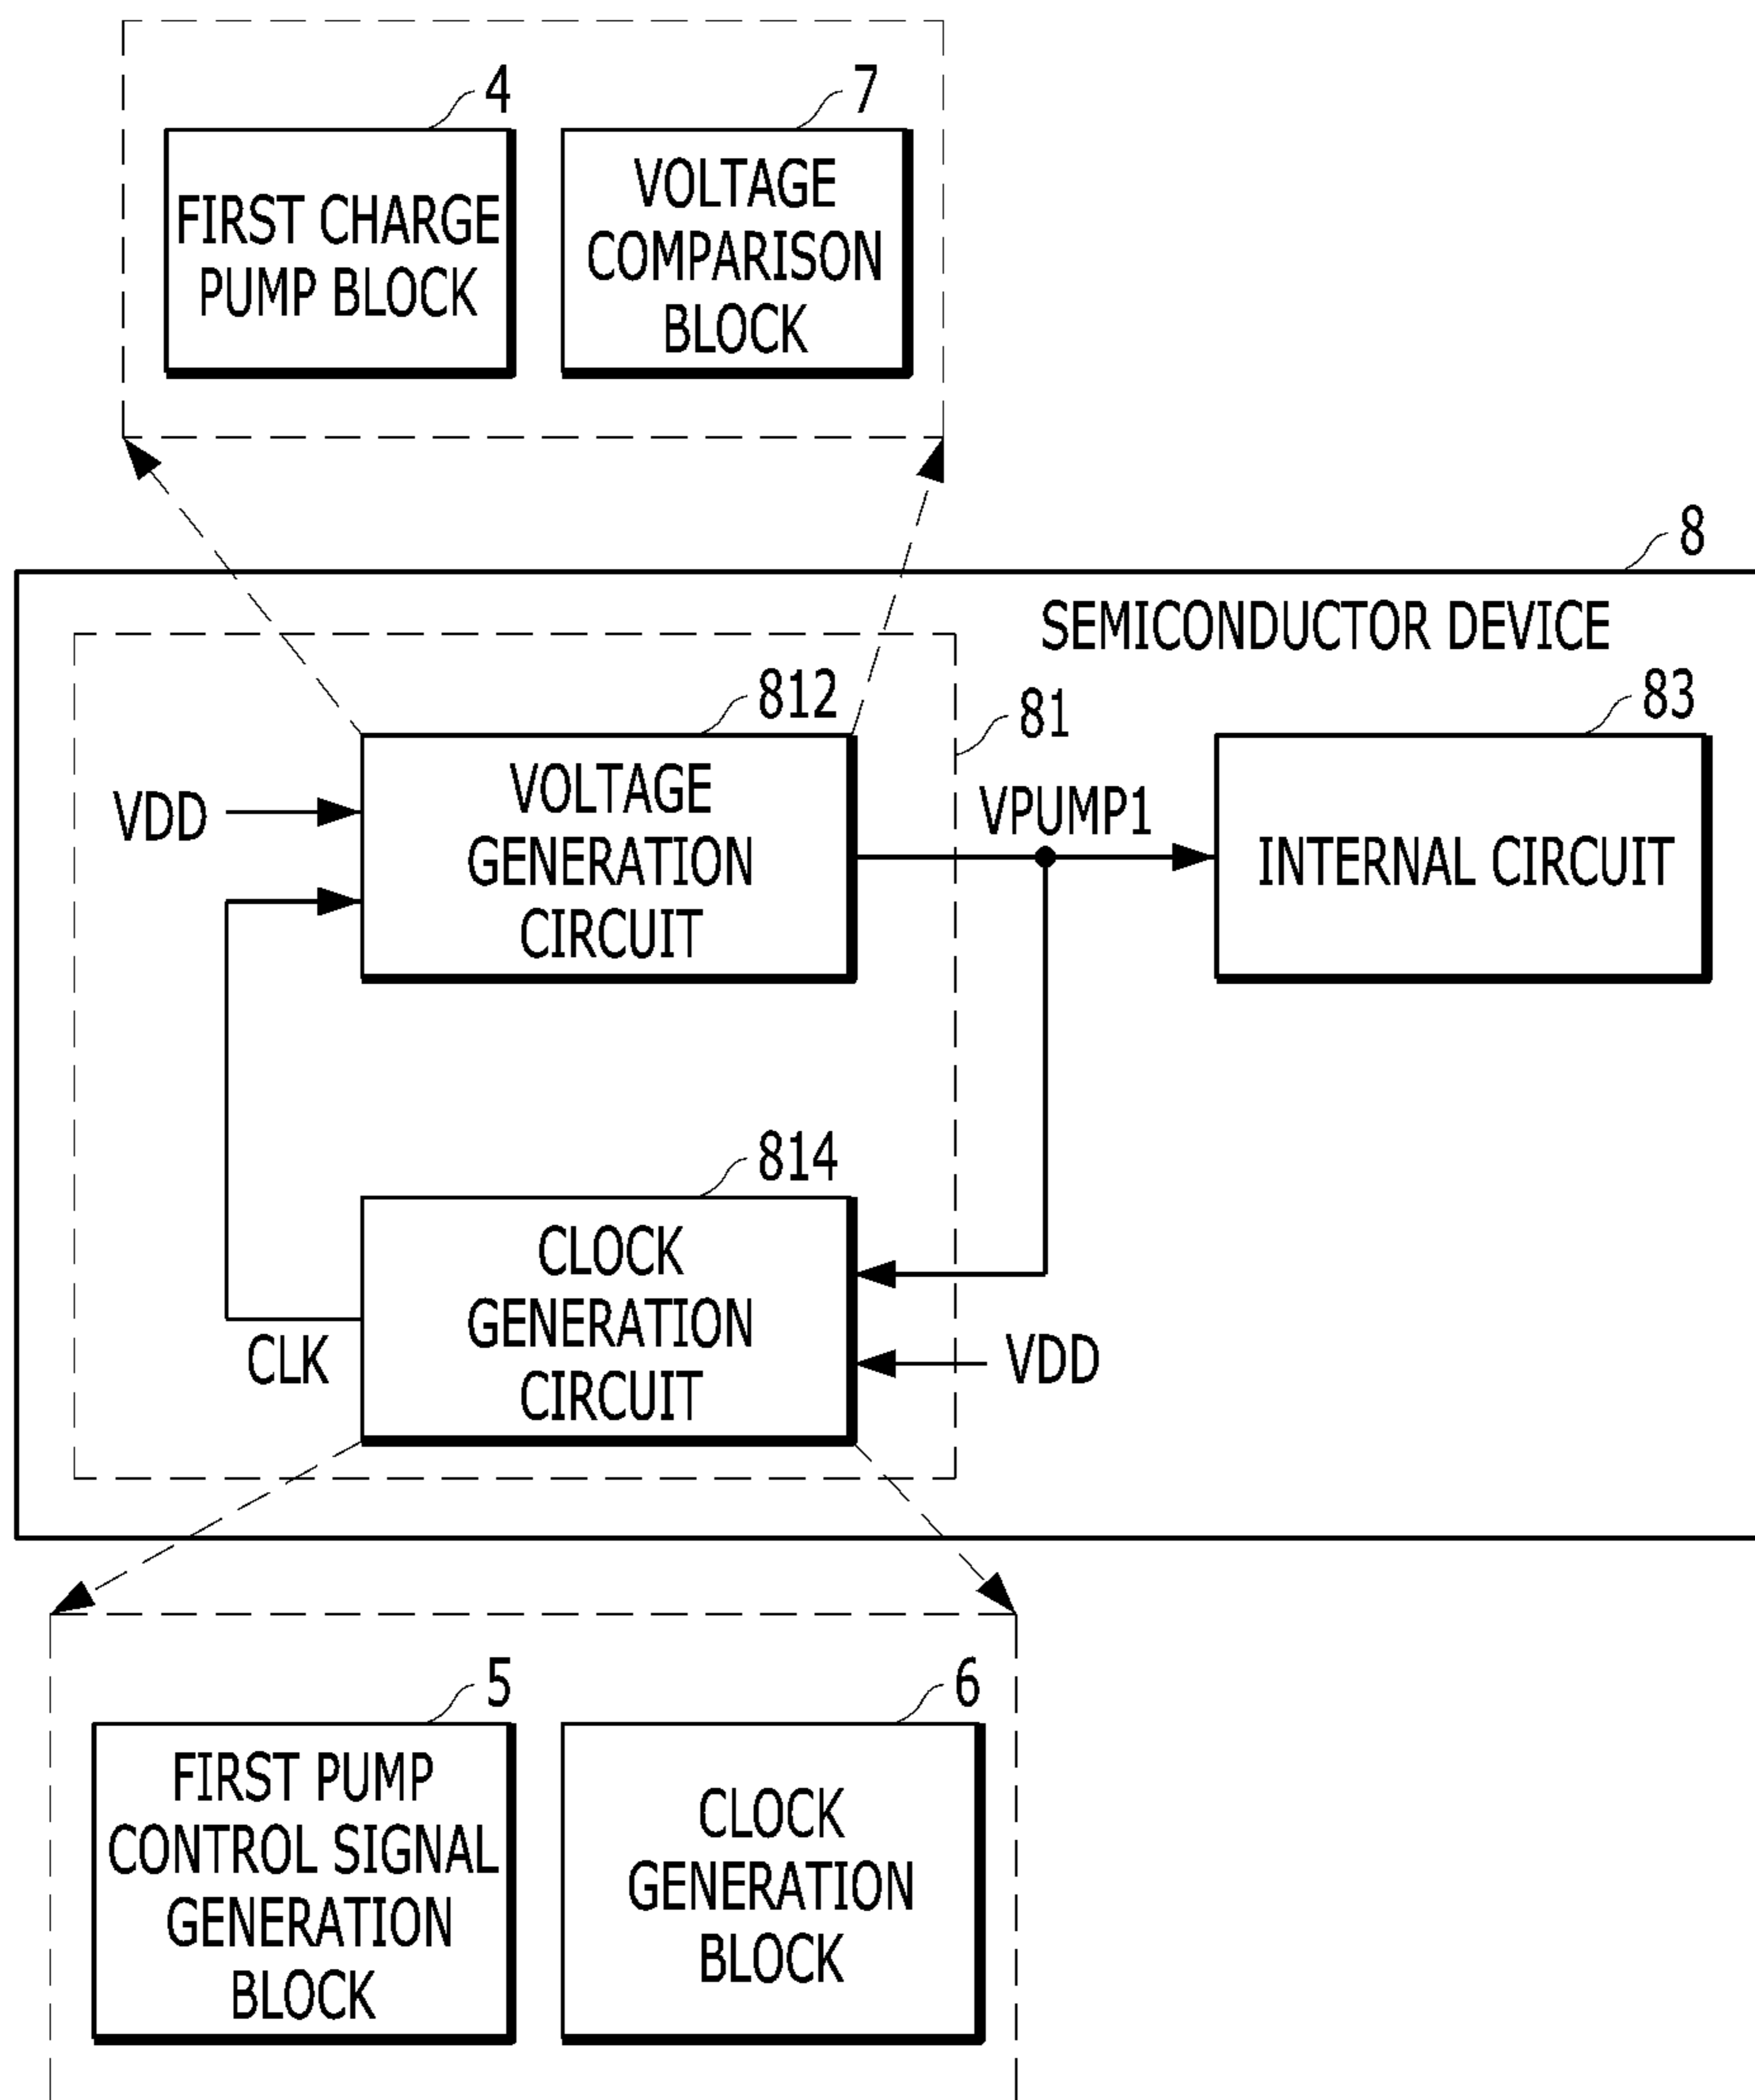 4
7
FIRST CHARGE
PUMP BLOCK
VOLTAGE
COMPARISON
BLOCK
8
SEMICONDUCTOR DEVICE
812
81
83
VDD
VOLTAGE
GENERATION
CIRCUIT
VPUMP1
INTERNAL CIRCUIT
814
CLOCK
GENERATION
CIRCUIT
CLK
VDD
5
6
FIRST PUMP
CONTROL SIGNAL
GENERATION
BLOCK
CLOCK
GENERATION
BLOCK